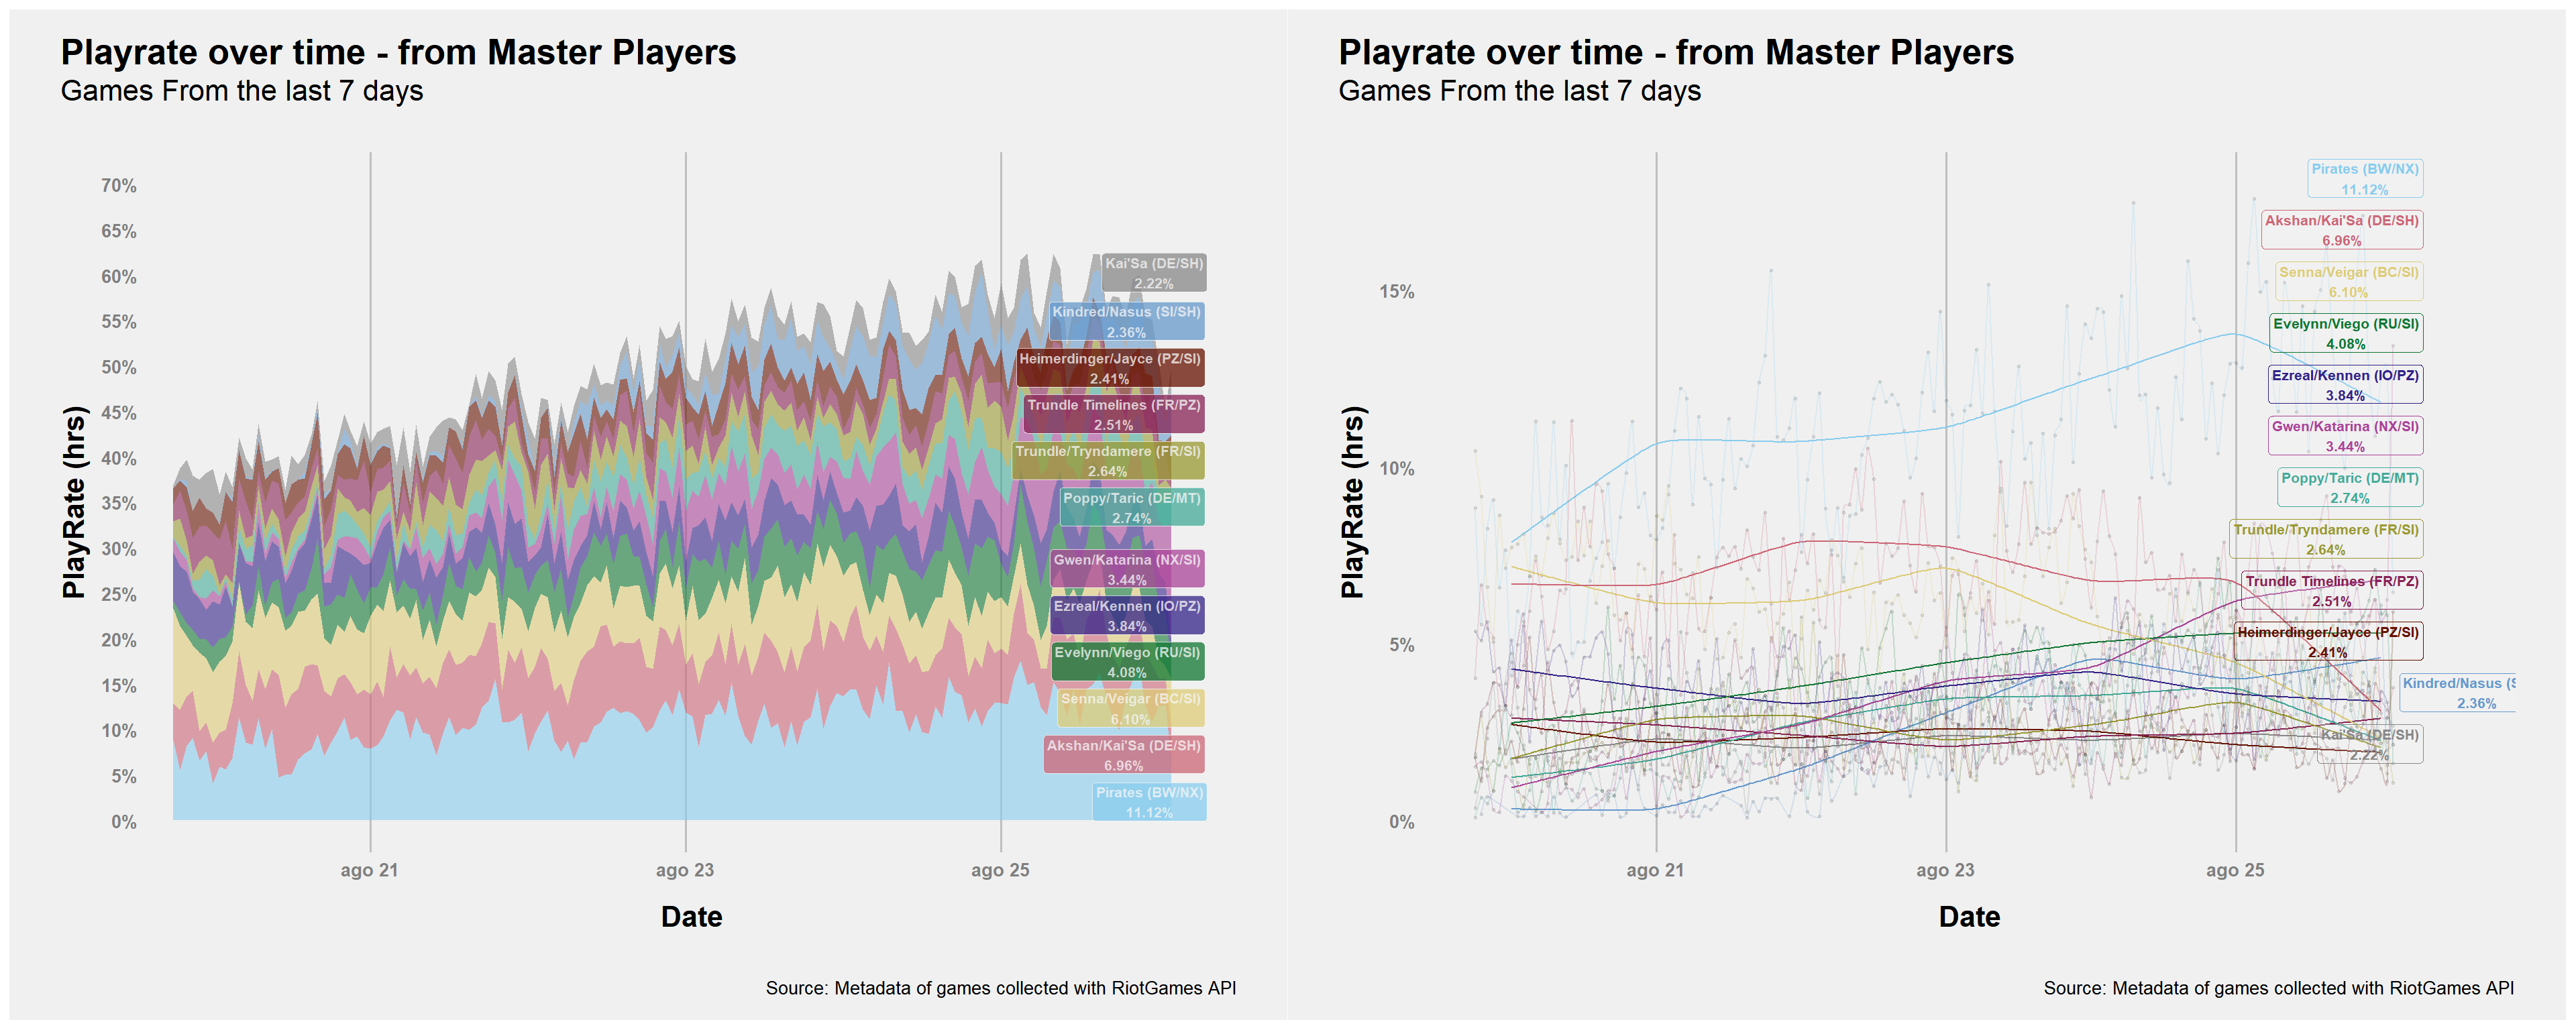 Playrate over time - from Master Players
Games From the last 7 days
PlayRate (hrs)
70%
65%
60%
55%
50%
45%
40%
35%
30%
25%
20%
15%
10%
5%
0%
Kai'Sa (DE/SH)
2.22%
Kindred/Nasus (SI/SH)
2.36%
Heimerdinger/Jayce (PZ/SI)
2.41%
Trundle Timelines (FR/PZ)
2.51%
Trundle/Tryndamere (FR/SI)
2.64%
Poppy/Taric (DE/MT)
2.74%
Gwen/Katarina (NX/SI)
3.44%
Ezreal/Kennen (IO/PZ)
3.84%
Evelynn/Viego (RU/SI)
4.08%
Senna/Veigar (BC/SI)
6.10%
Akshan/Kai'Sa (DE/SH)
6.96%
Pirates (BW/NX)
11.12%
ago 21
ago 23
ago 25
Date
Source: Metadata of games collected with RiotGames API
Playrate over time - from Master Players
Games From the last 7 days
PlayRate (hrs)
15%
10%
5%
0%
Pirates (BW/NX)
11.12%
Akshan/Kai'Sa (DE/SH)
6.96%
Senna/Veigar (BC/SI)
6.10%
Evelynn/Viego (RU/SI)
4.08%
Ezreal/Kennen (IO/PZ)
3.84%
Gwen/Katarina (NX/SI)
3.44%
Poppy/Taric (DE/MT)
2.74%
Trundle/Tryndamere (FR/SI)
2.64%
Trundle Timelines (FR/PZ)
2.51%
Heimerdinger/Jayce (PZ/SI)
2.41%
Kindred/Nasus (S
2.36%
Kai'Sa (DE/SH)
2.22%
ago 21
ago 23
ago 25
Date
Source: Metadata of games collected with RiotGames API